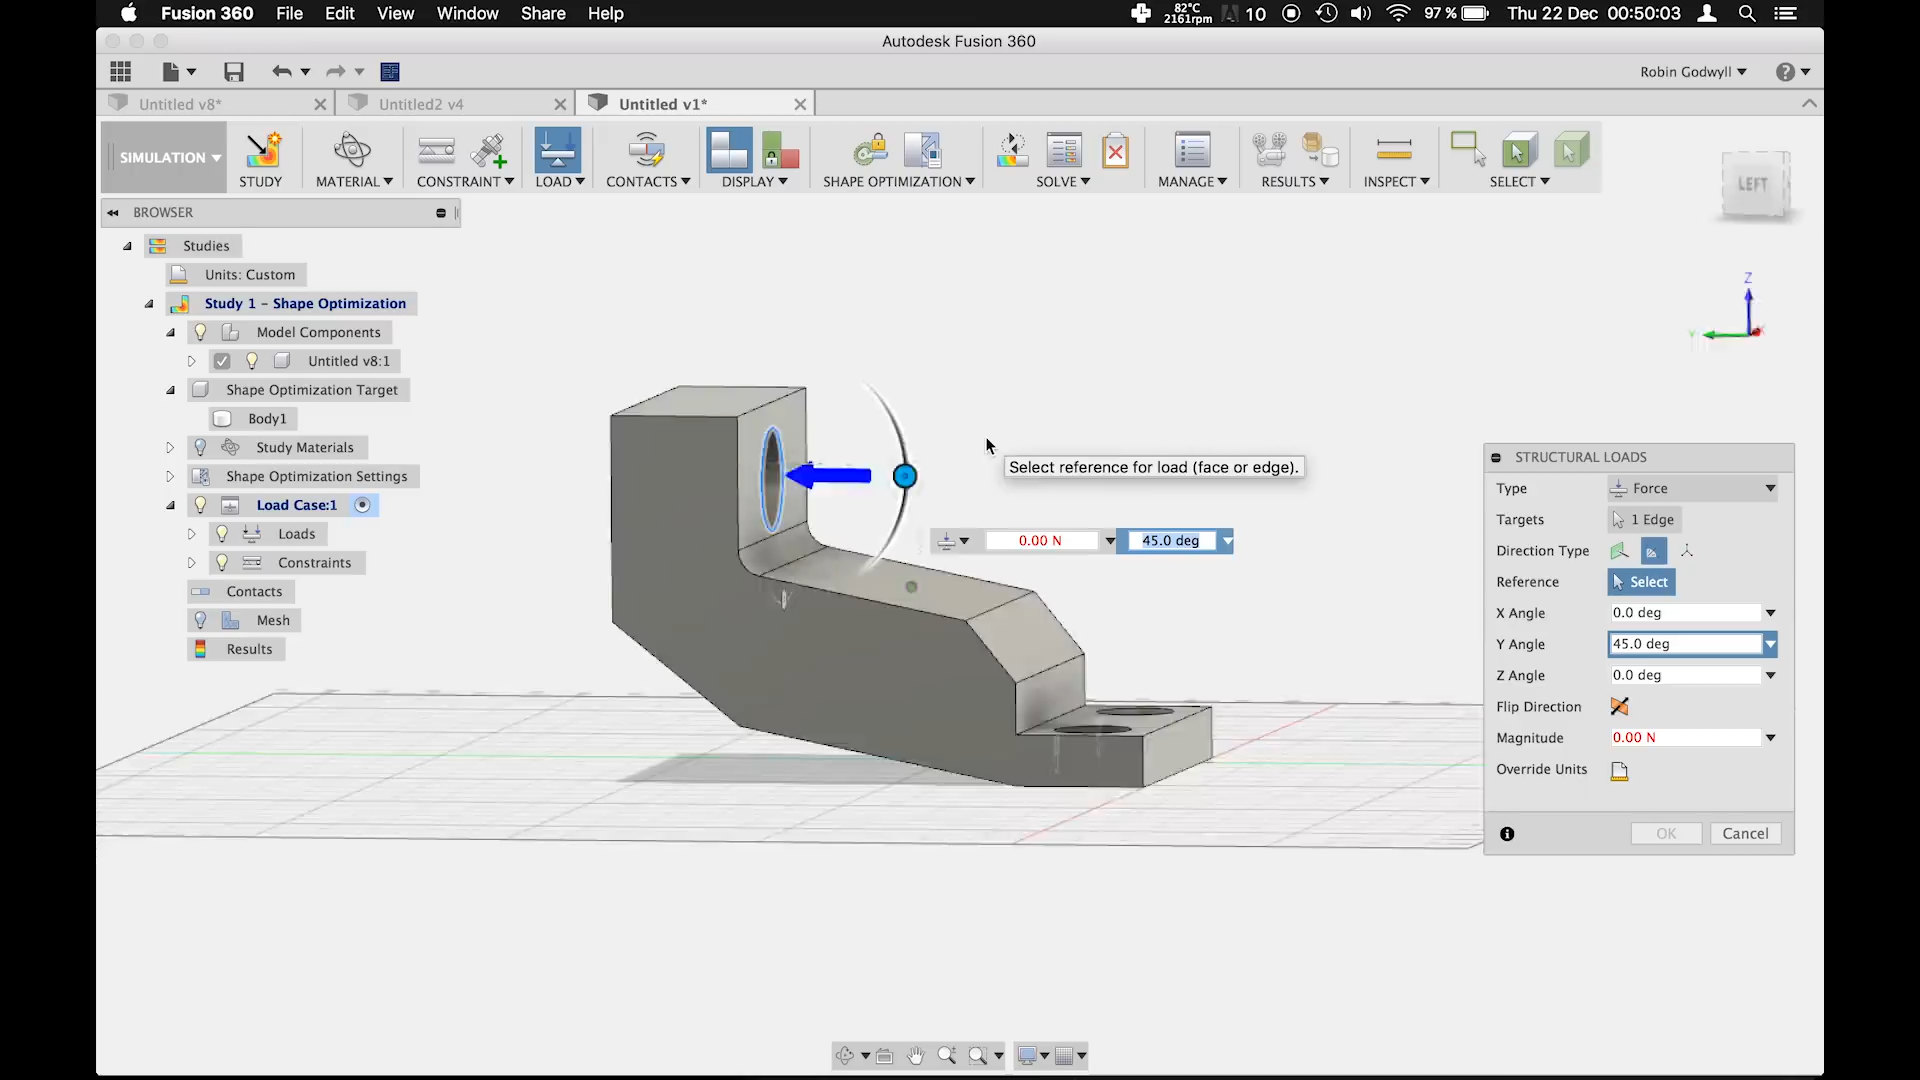 Fusion 360 File Edit View Window Share Help 82°C 2161rpm 10 97 % Thu 22 Dec 00:50:03
Autodesk Fusion 360
Robin Godwyll
Untitled v8* Untitled2 v4 Untitled v1*
SIMULATION STUDY MATERIAL CONSTRAINT LOAD CONTACTS DISPLAY SHAPE OPTIMIZATION SOLVE MANAGE RESULTS INSPECT SELECT
LEFT
BROWSER
Studies
Units: Custom
Study 1 - Shape Optimization
Model Components
Untitled v8:1
Shape Optimization Target
Body1
Study Materials
Shape Optimization Settings
Load Case:1
Loads
Constraints
Contacts
Mesh
Results
Z
Y
Select reference for load (face or edge).
0.00 N 45.0 deg
STRUCTURAL LOADS
Type Force
Targets 1 Edge
Direction Type
Reference Select
X Angle 0.0 deg
Y Angle 45.0 deg
Z Angle 0.0 deg
Flip Direction
Magnitude 0.00 N
Override Units
OK Cancel